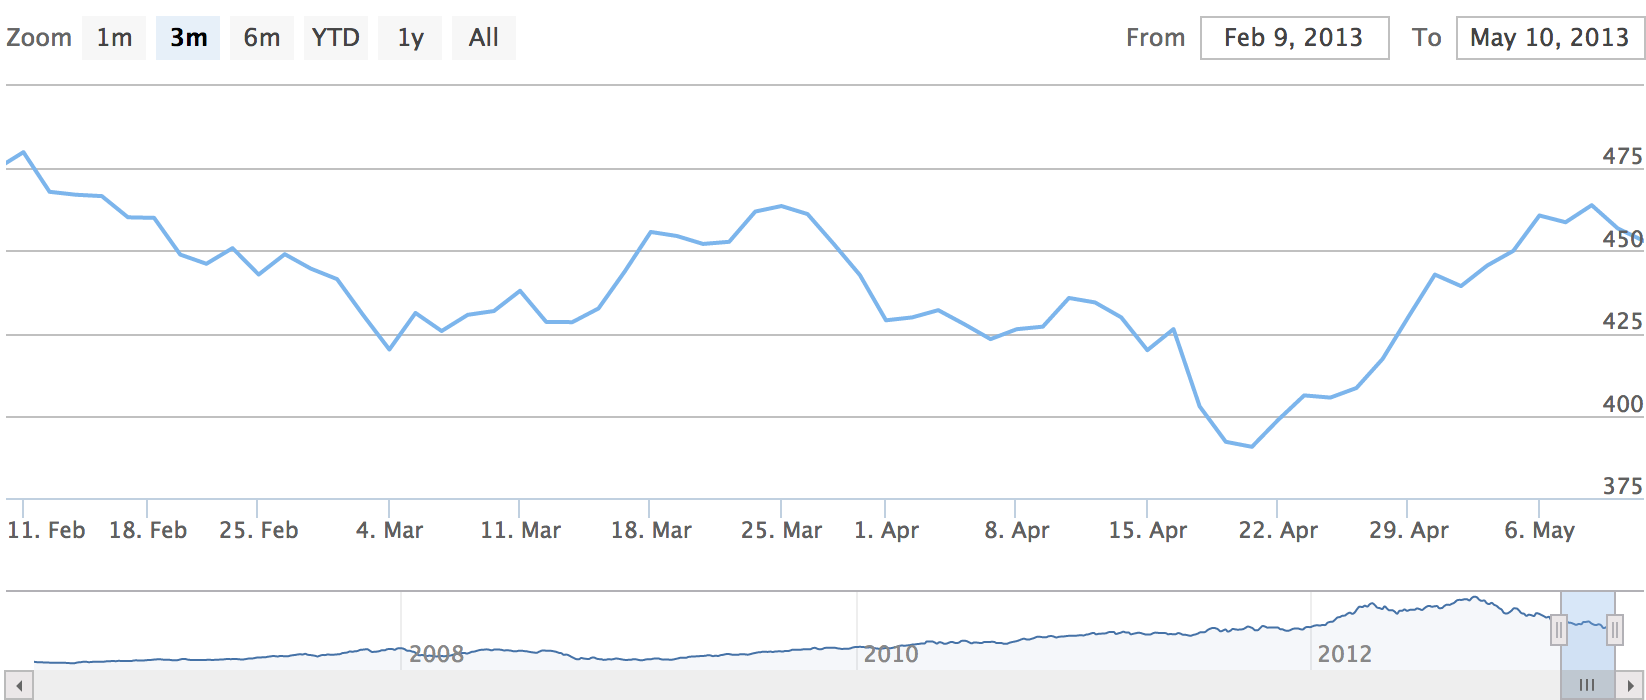 Zoom 1m 3m 6m YTD 1y All From Feb 9, 2013 To May 10, 2013
475
450
425
400
375
11. Feb 18. Feb 25. Feb 4. Mar 11. Mar 18. Mar 25. Mar 1. Apr 8. Apr 15. Apr 22. Apr 29. Apr 6. May
2008 2010 2012